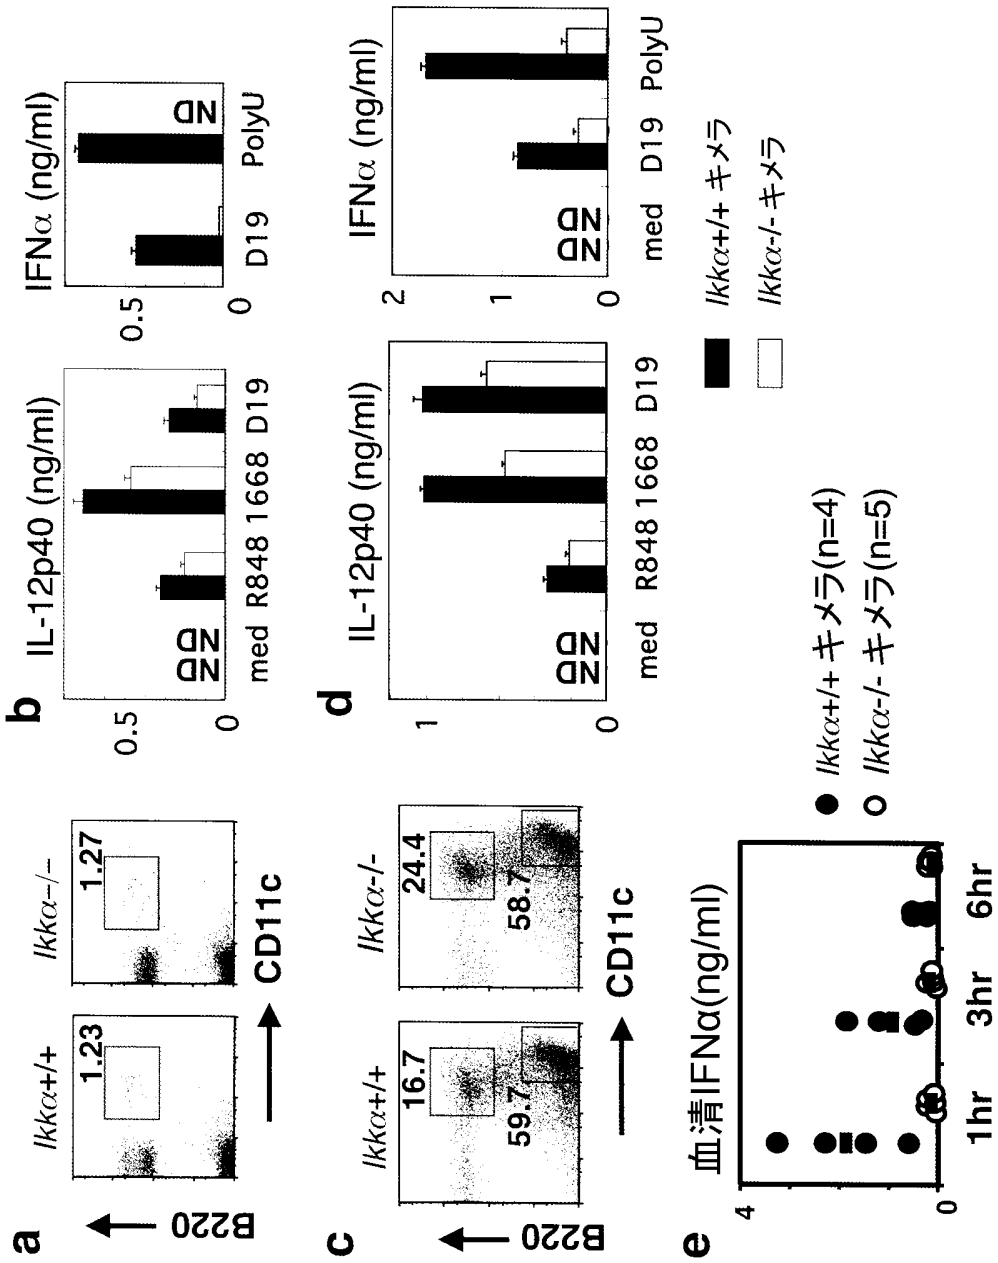 a
Ikkα+/+
Ikkα−/−
1.23
1.27
B220
CD11c
b
IL-12p40 (ng/ml)
0.5
0
ND
ND
med R848 1668 D19
IFNα (ng/ml)
0.5
0
ND
D19 PolyU
c
Ikkα+/+
Ikkα-/-
16.7
59.7
24.4
58.7
B220
CD11c
d
IL-12p40 (ng/ml)
1
0
ND
ND
med R848 1668 D19
IFNα (ng/ml)
2
1
0
ND
ND
med D19 PolyU
Ikkα+/+ キメラ
Ikkα-/- キメラ
e
血清IFNα(ng/ml)
4
0
1hr 3hr 6hr
Ikkα+/+ キメラ(n=4)
Ikkα-/- キメラ(n=5)